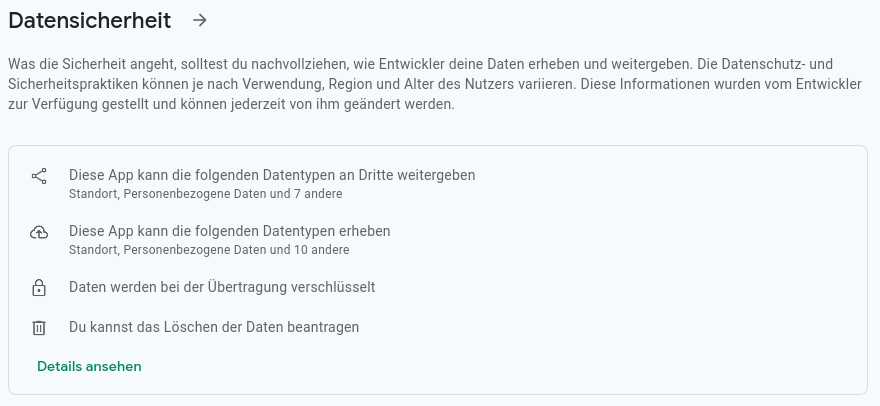 Datensicherheit
Was die Sicherheit angeht, solltest du nachvollziehen, wie Entwickler deine Daten erheben und weitergeben. Die Datenschutz- und
Sicherheitspraktiken können je nach Verwendung, Region und Alter des Nutzers variieren. Diese Informationen wurden vom Entwickler
zur Verfügung gestellt und können jederzeit von ihm geändert werden.
Diese App kann die folgenden Datentypen an Dritte weitergeben
Standort, Personenbezogene Daten und 7 andere
Diese App kann die folgenden Datentypen erheben
Standort, Personenbezogene Daten und 10 andere
Daten werden bei der Übertragung verschlüsselt
Du kannst das Löschen der Daten beantragen
Details ansehen